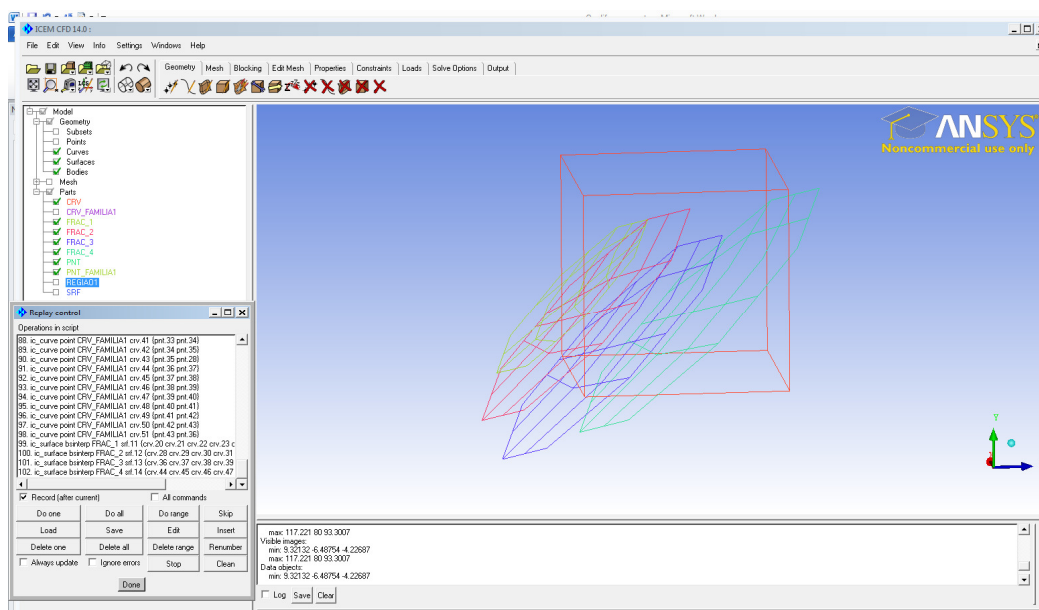 ICEM CFD 14.0 :
File Edit View Info Settings Windows Help
Geometry Mesh Blocking Edit Mesh Properties Constraints Loads Solve Options Output
Model
Geometry
Subsets
Points
Curves
Surfaces
Bodies
Mesh
Parts
CRV
CRV_FAMILIA1
FRAC_1
FRAC_2
FRAC_3
FRAC_4
PNT
PNT_FAMILIA1
REGIAO1
SRF
ANSYS
Noncommercial use only
Y
Replay control
Operations in script
88. ic_curve point CRV_FAMILIA1 crv.41 {pnt.33 pnt.34}
89. ic_curve point CRV_FAMILIA1 crv.42 {pnt.34 pnt.35}
90. ic_curve point CRV_FAMILIA1 crv.43 {pnt.35 pnt.28}
91. ic_curve point CRV_FAMILIA1 crv.44 {pnt.36 pnt.37}
92. ic_curve point CRV_FAMILIA1 crv.45 {pnt.37 pnt.38}
93. ic_curve point CRV_FAMILIA1 crv.46 {pnt.38 pnt.39}
94. ic_curve point CRV_FAMILIA1 crv.47 {pnt.39 pnt.40}
95. ic_curve point CRV_FAMILIA1 crv.48 {pnt.40 pnt.41}
96. ic_curve point CRV_FAMILIA1 crv.49 {pnt.41 pnt.42}
97. ic_curve point CRV_FAMILIA1 crv.50 {pnt.42 pnt.43}
98. ic_curve point CRV_FAMILIA1 crv.51 {pnt.43 pnt.36}
99. ic_surface bsinterp FRAC_1 srf.11 {crv.20 crv.21 crv.22 crv.23 c
100. ic_surface bsinterp FRAC_2 srf.12 {crv.28 crv.29 crv.30 crv.31
101. ic_surface bsinterp FRAC_3 srf.13 {crv.36 crv.37 crv.38 crv.39
102. ic_surface bsinterp FRAC_4 srf.14 {crv.44 crv.45 crv.46 crv.47
Record (after current) All commands
Do one Do all Do range Skip
Load Save Edit Insert
Delete one Delete all Delete range Renumber
Always update Ignore errors Stop Clean
Done
max: 117.221 80 93.3007
Visible images:
min: 9.32132 -6.48754 -4.22687
max: 117.221 80 93.3007
Data objects:
min: 9.32132 -6.48754 -4.22687
Log Save Clear